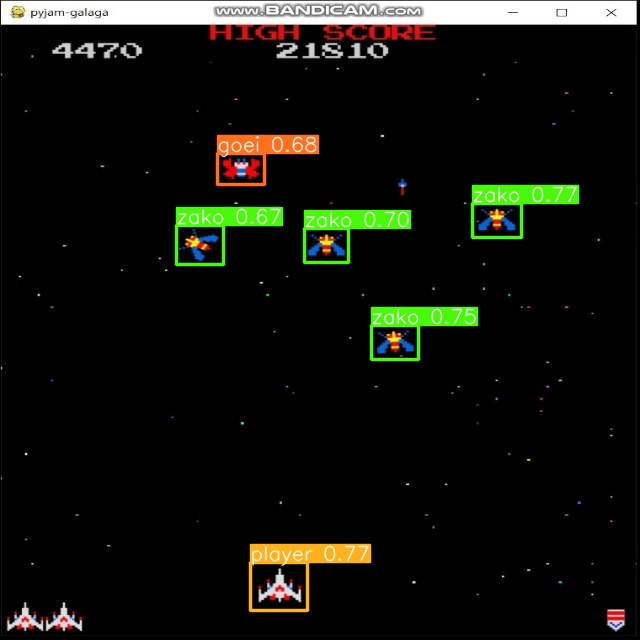 pyjam-galaga
www.BANDICAM.com
HIGH SCORE
4470 21810
goei 0.68
zako 0.77
zako 0.67
zako 0.70
zako 0.75
player 0.77